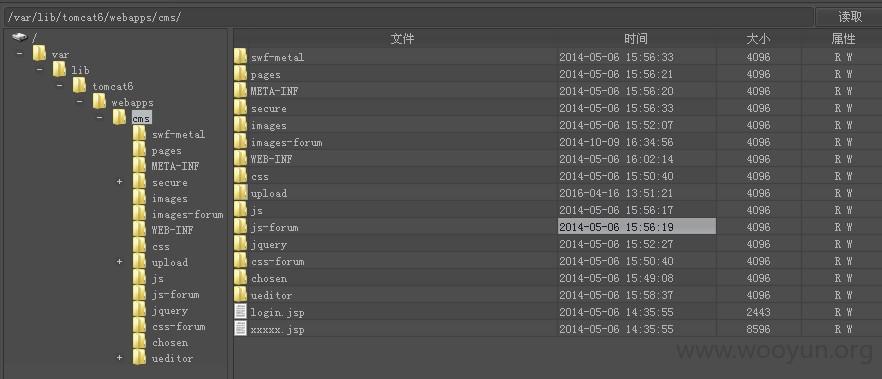 /var/lib/tomcat6/webapps/cms/ 读取
/
var
lib
tomcat6
webapps
cms
swf-metal
pages
META-INF
secure
images
images-forum
WEB-INF
css
upload
js
js-forum
jquery
css-forum
chosen
ueditor
文件 时间 大小 属性
swf-metal 2014-05-06 15:56:33 4096 R W
pages 2014-05-06 15:56:21 4096 R W
META-INF 2014-05-06 15:56:20 4096 R W
secure 2014-05-06 15:56:33 4096 R W
images 2014-05-06 15:52:07 4096 R W
images-forum 2014-10-09 16:34:56 4096 R W
WEB-INF 2014-05-06 16:02:14 4096 R W
css 2014-05-06 15:50:40 4096 R W
upload 2016-04-16 13:51:21 4096 R W
js 2014-05-06 15:56:17 4096 R W
js-forum 2014-05-06 15:56:19 4096 R W
jquery 2014-05-06 15:52:27 4096 R W
css-forum 2014-05-06 15:50:40 4096 R W
chosen 2014-05-06 15:49:08 4096 R W
ueditor 2014-05-06 15:58:37 4096 R W
login.jsp 2014-05-06 14:35:55 2443 R W
xxxxx.jsp 2014-05-06 14:35:55 8596 R W
www.wooyun.org